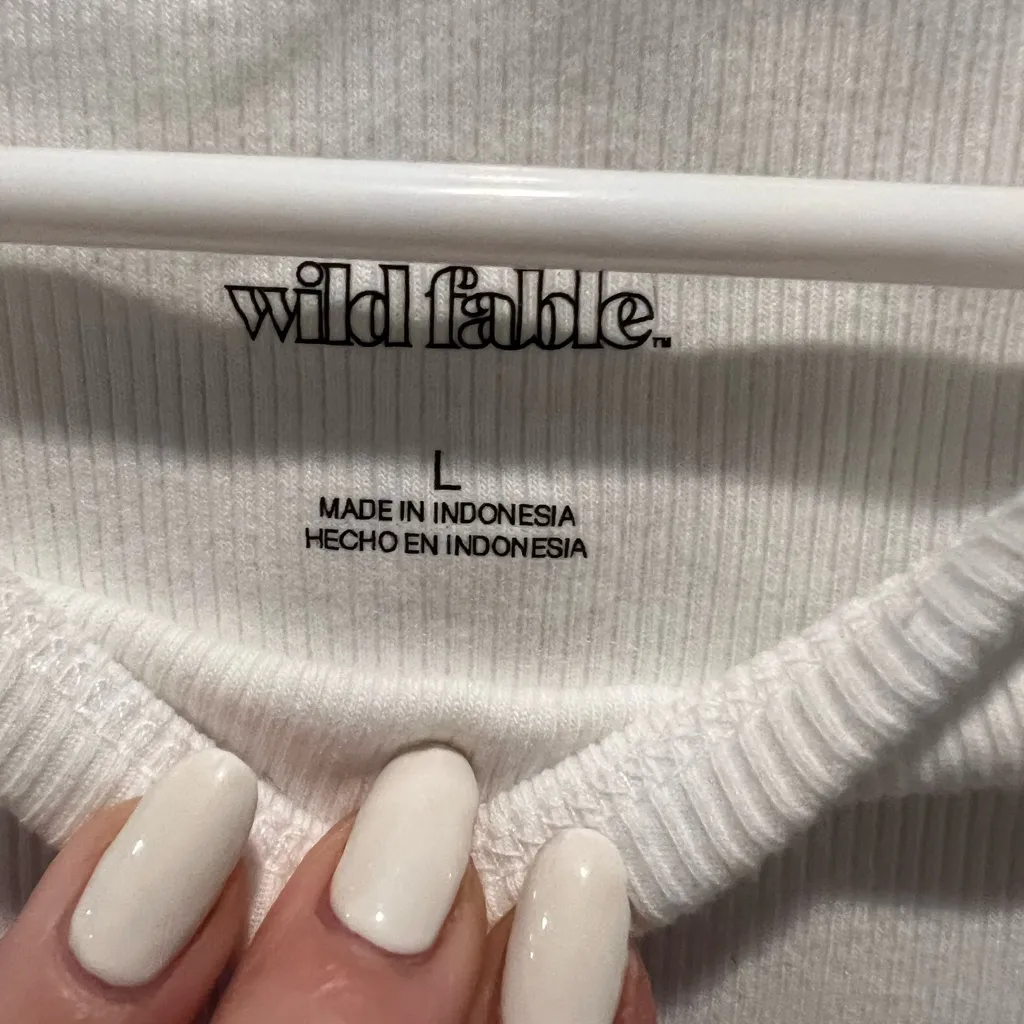 wild fable™
L
MADE IN INDONESIA
HECHO EN INDONESIA